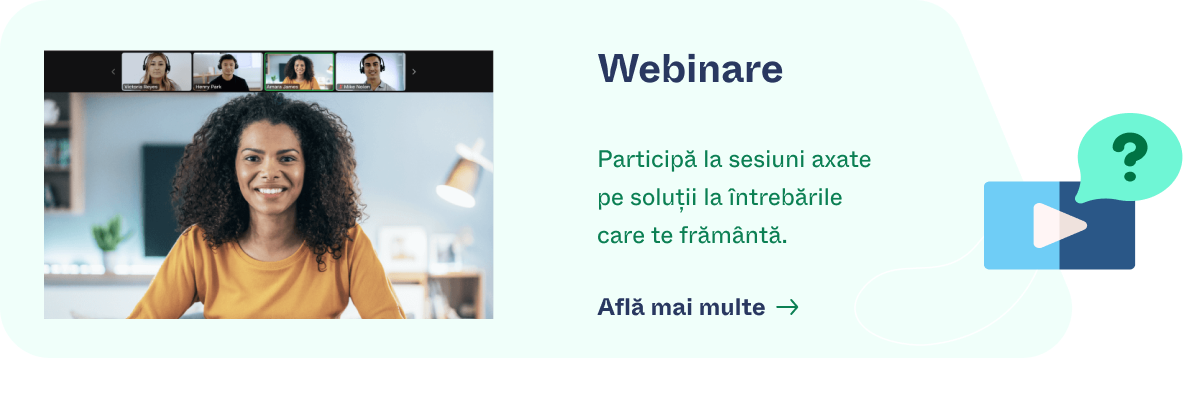 Victoria Reyes
Henry Park
Amara James
Mike Nolan
Webinare
Participă la sesiuni axate
pe soluții la întrebările
care te frământă.
Află mai multe →
?